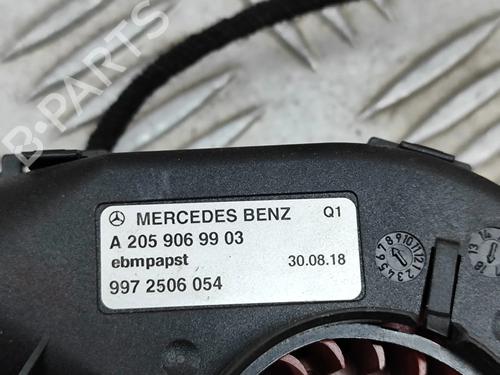 B-PARTS
MERCEDES BENZ Q1
A 205 906 99 03
ebmpapst 30.08.18
997 2506 054